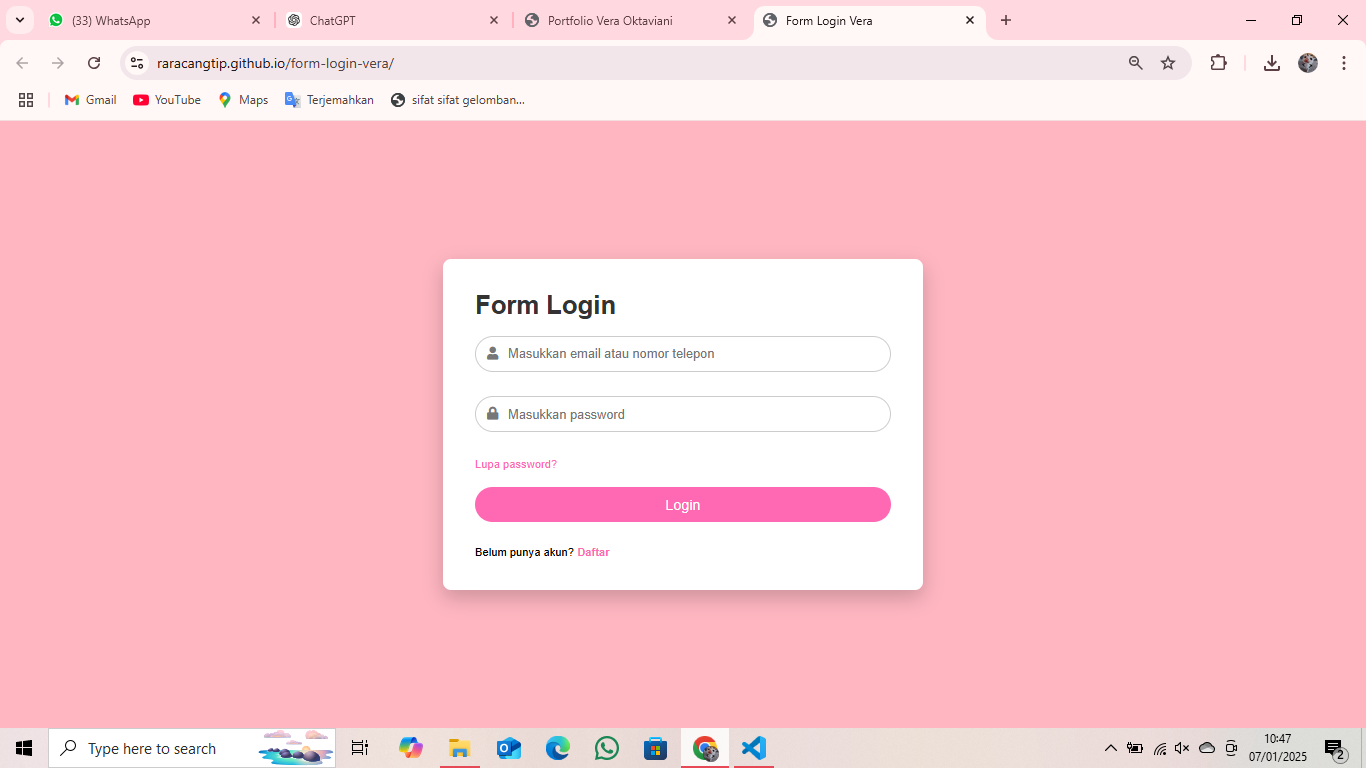 (33) WhatsApp
ChatGPT
Portfolio Vera Oktaviani
Form Login Vera
raracangtip.github.io/form-login-vera/
Gmail
YouTube
Maps
Terjemahkan
sifat sifat gelomban...
Form Login
Masukkan email atau nomor telepon
Masukkan password
Lupa password?
Login
Belum punya akun? Daftar
Type here to search
10:47
07/01/2025
2